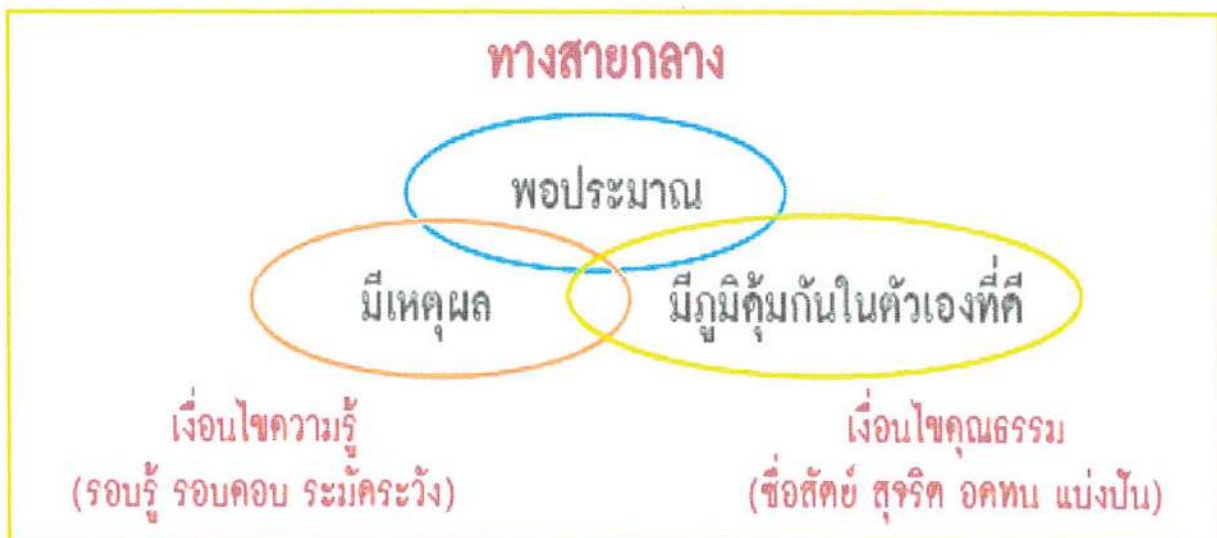 ทางสายกลาง
พอประมาณ
มีเหตุผล
มีภูมิคุ้มกันในตัวเองที่ดี
เงื่อนไขความรู้
(รอบรู้ รอบคอบ ระมัดระวัง)
เงื่อนไขคุณธรรม
(ซื่อสัตย์ สุจริต อดทน แบ่งปัน)